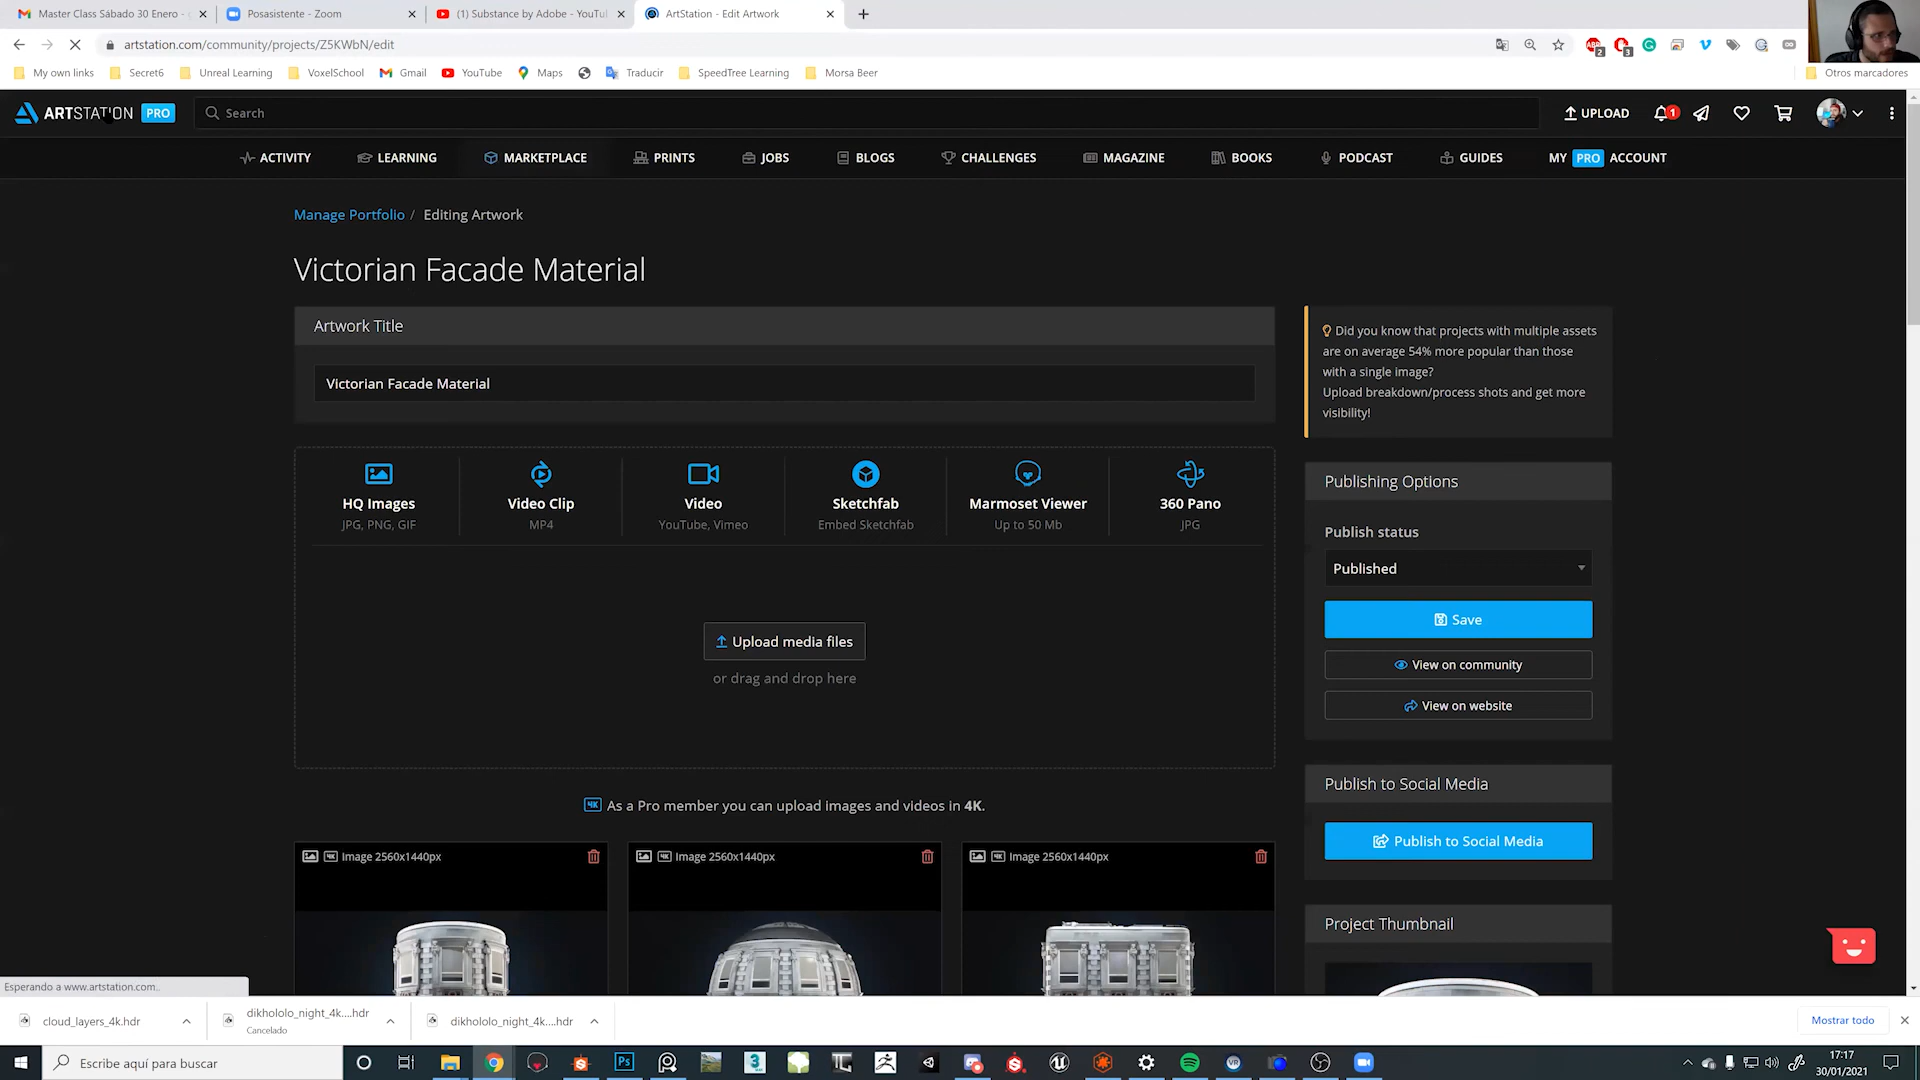 Master Class Sábado 30 Enero -
Posasistente - Zoom
(1) Substance by Adobe - YouTu
ArtStation - Edit Artwork
artstation.com/community/projects/Z5KWbN/edit
My own links
Secret6
Unreal Learning
VoxelSchool
Gmail
YouTube
Maps
Traducir
SpeedTree Learning
Morsa Beer
Otros marcadores
ARTSTATION PRO
Search
UPLOAD
1
ACTIVITY
LEARNING
MARKETPLACE
PRINTS
JOBS
BLOGS
CHALLENGES
MAGAZINE
BOOKS
PODCAST
GUIDES
MY PRO ACCOUNT
Manage Portfolio / Editing Artwork
Victorian Facade Material
Artwork Title
Victorian Facade Material
HQ Images
JPG, PNG, GIF
Video Clip
MP4
Video
YouTube, Vimeo
Sketchfab
Embed Sketchfab
Marmoset Viewer
Up to 50 Mb
360 Pano
JPG
Upload media files
or drag and drop here
4K As a Pro member you can upload images and videos in 4K.
4K Image 2560x1440px
4K Image 2560x1440px
4K Image 2560x1440px
Did you know that projects with multiple assets
are on average 54% more popular than those
with a single image?
Upload breakdown/process shots and get more
visibility!
Publishing Options
Publish status
Published
Save
View on community
View on website
Publish to Social Media
Publish to Social Media
Project Thumbnail
Esperando a www.artstation.com..
cloud_layers_4k.hdr
dikhololo_night_4k....hdr
Cancelado
dikhololo_night_4k....hdr
Mostrar todo
Escribe aquí para buscar
Ps
17:17
30/01/2021